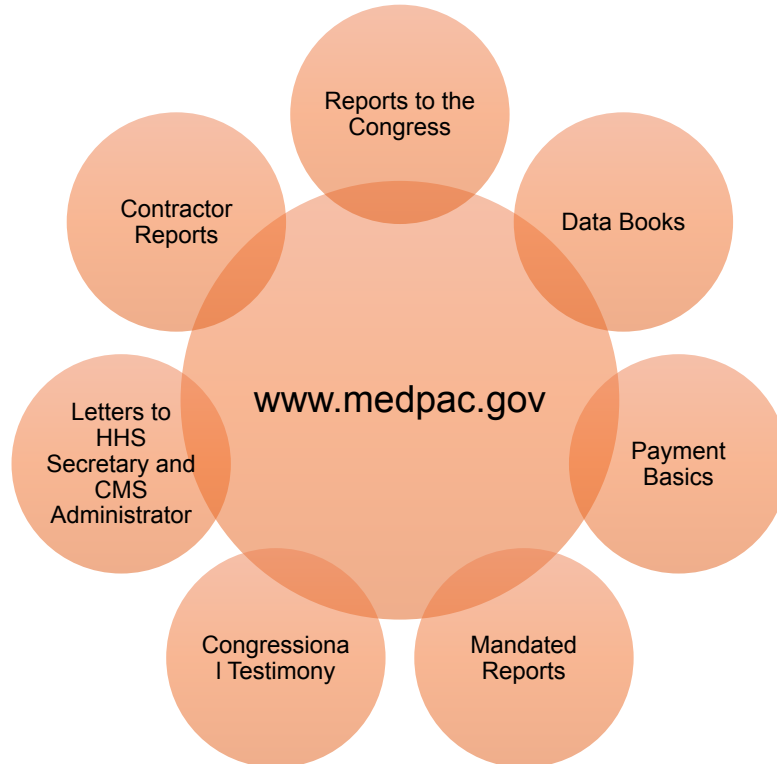 Reports to the
Congress
Contractor
Reports
Data Books
www.medpac.gov
Letters to
HHS
Secretary and
CMS
Administrator
Payment
Basics
Congressiona
l Testimony
Mandated
Reports